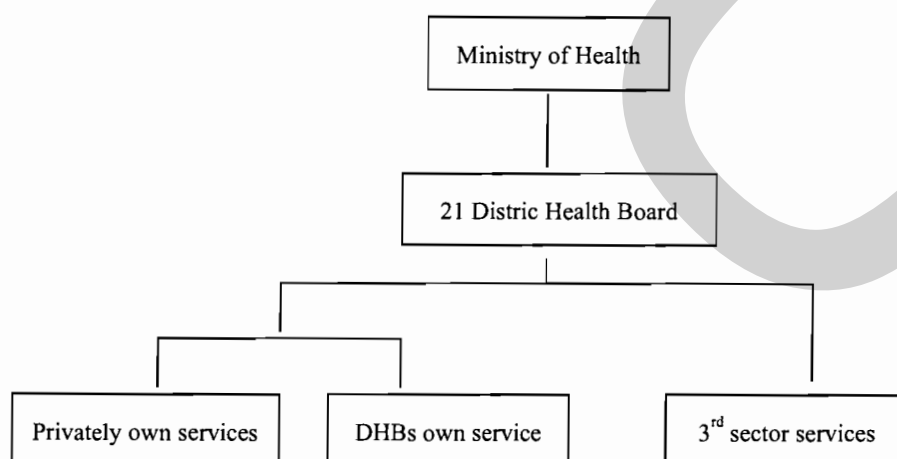 Ministry of Health
21 Distric Health Board
Privately own services
DHBs own service
3rd sector services